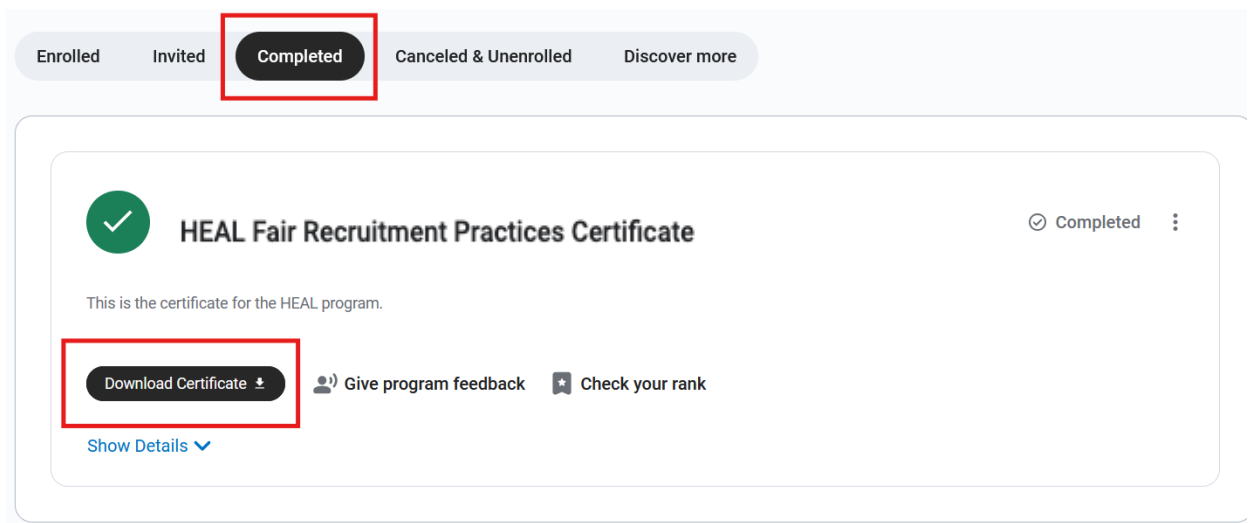 Enrolled Invited Completed Canceled & Unenrolled Discover more
HEAL Fair Recruitment Practices Certificate
Completed
This is the certificate for the HEAL program.
Download Certificate Give program feedback Check your rank
Show Details